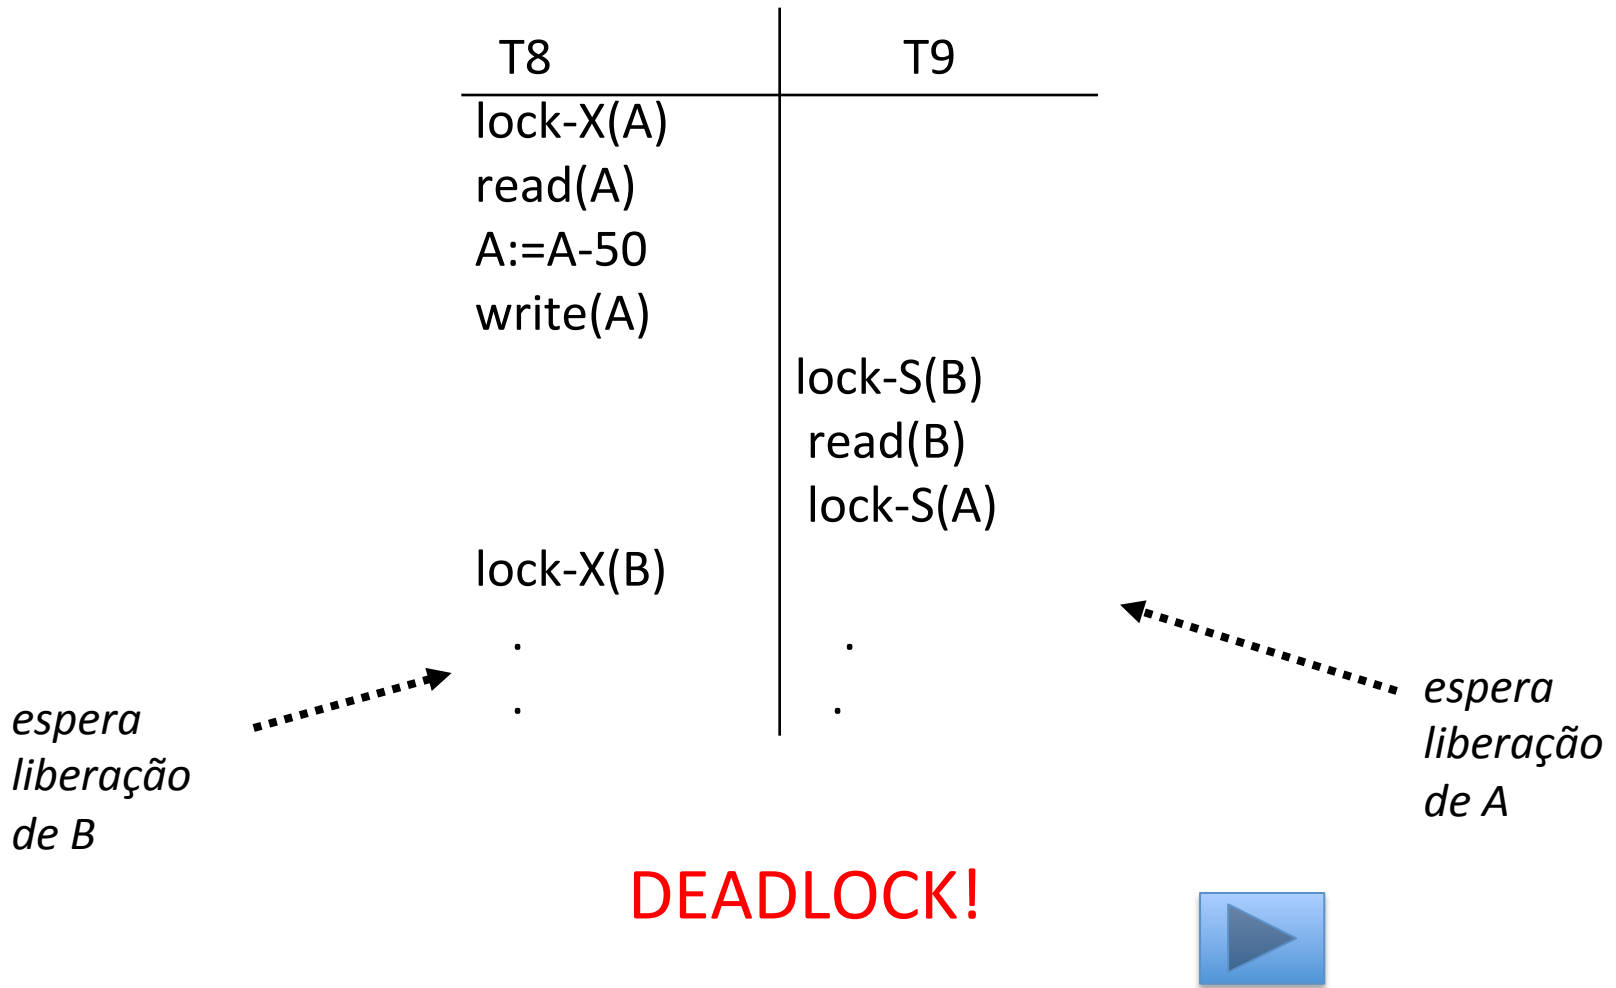 T8 T9
lock-X(A)
read(A)
A:=A-50
write(A)
lock-S(B)
read(B)
lock-S(A)
lock-X(B)
. .
. .
espera
liberação
de B
espera
liberação
de A
DEADLOCK!